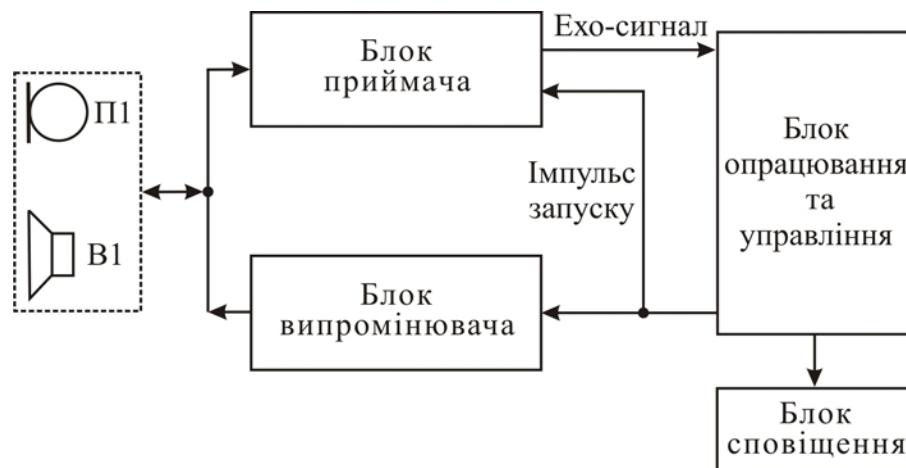 Ехо-сигнал
Блок
приймача
П1
Блок
опрацювання
та
управління
Імпульс
запуску
В1
Блок
випромінювача
Блок
сповіщення